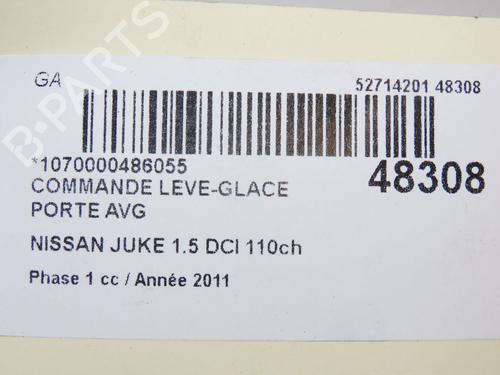 GA
52714201 48308
*1070000486055
48308
COMMANDE LEVE-GLACE
PORTE AVG
NISSAN JUKE 1.5 DCI 110ch
Phase 1 cc / Année 2011
B-PARTS